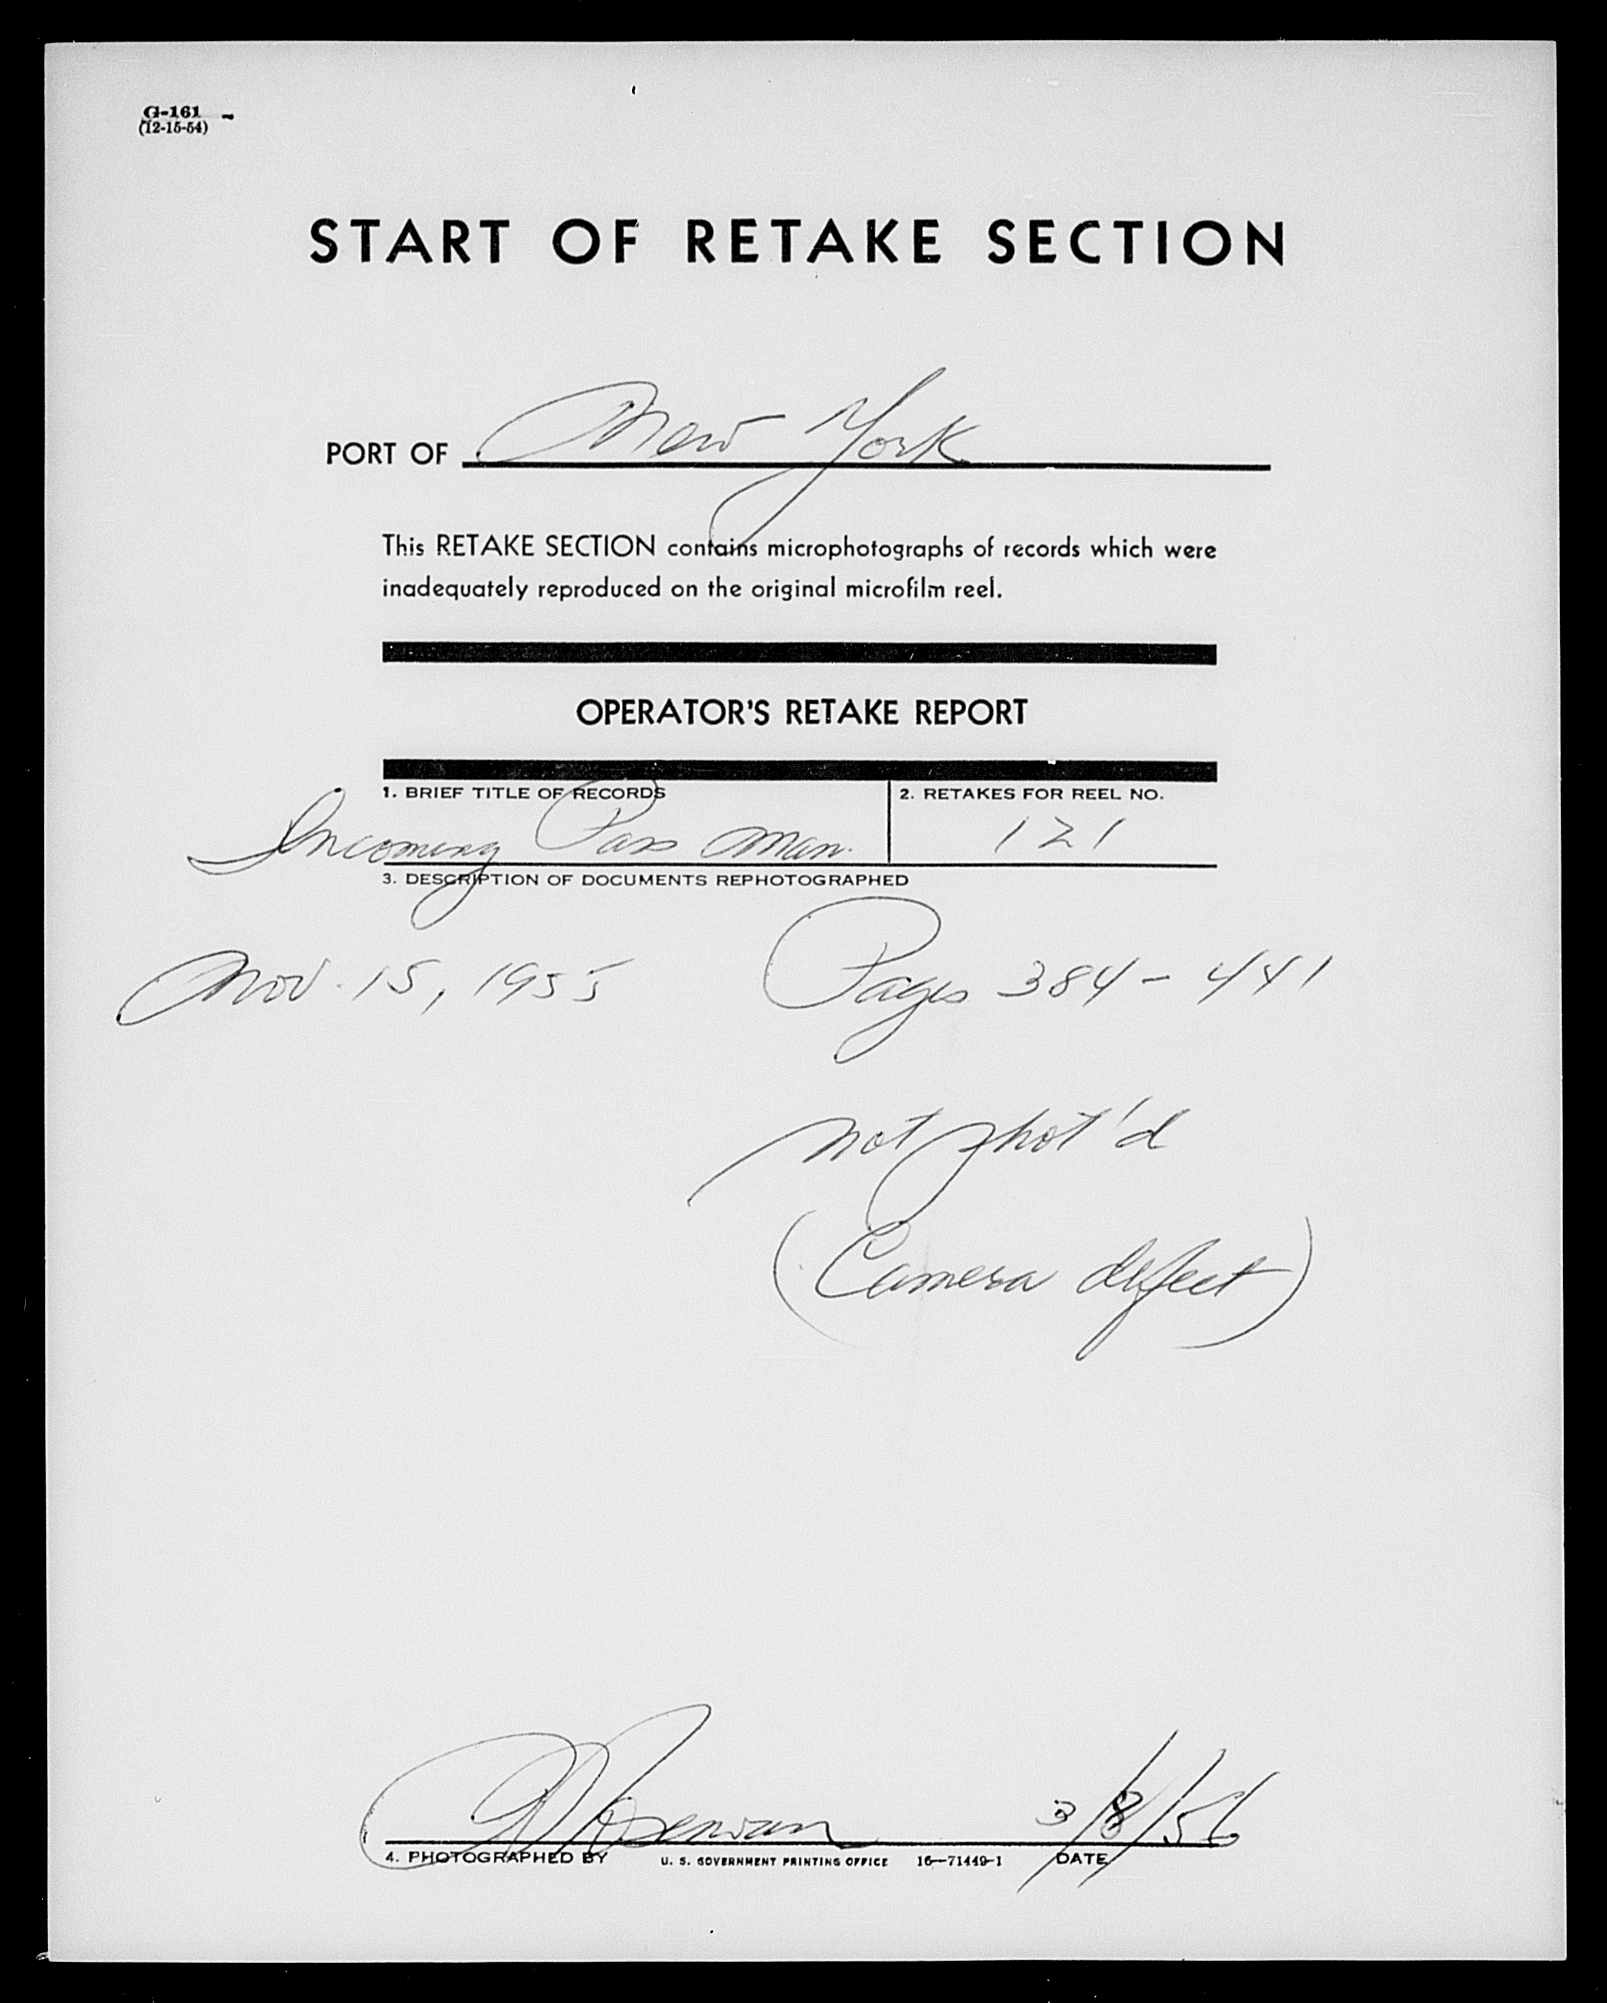 G-161
(12-15-54)
START OF RETAKE SECTION
PORT OF New York
This RETAKE SECTION contains microphotographs of records which were
inadequately reproduced on the original microfilm reel.
OPERATOR'S RETAKE REPORT
1. BRIEF TITLE OF RECORDS
Incoming Pass Man.
2. RETAKES FOR REEL NO.
121
3. DESCRIPTION OF DOCUMENTS REPHOTOGRAPHED
Nov. 15, 1955 Pages 384-441
not phot'd
(Camera defect)
3/8/56
4. PHOTOGRAPHED BY U. S. GOVERNMENT PRINTING OFFICE 16—71449-1 DATE